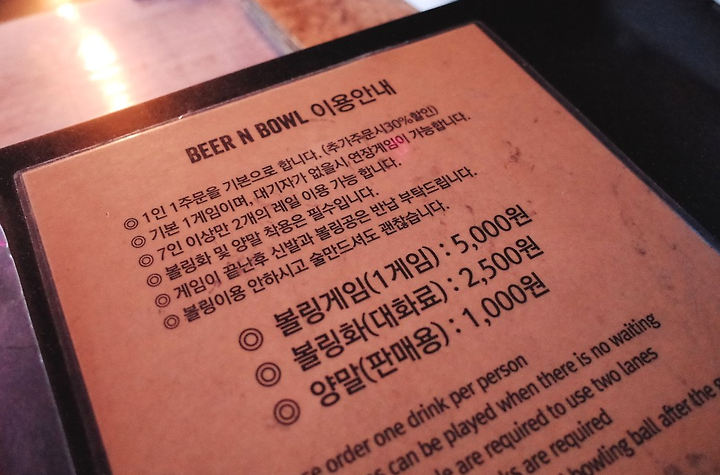 BEER N BOWL 이용안내
◎ 1인 1주문을 기본으로 합니다. (추가주문시30%할인)
◎ 기본 1게임이며, 대기자가 없을시 연장게임이 가능합니다.
◎ 7인 이상만 2개의 레일 이용 가능 합니다.
◎ 볼링화 및 양말 착용은 필수입니다.
◎ 게임이 끝난후 신발과 볼링공은 반납 부탁드립니다.
◎ 볼링이용 안하시고 술만드셔도 괜찮습니다.
◎ 볼링게임(1게임) : 5,000원
◎ 볼링화(대화료) : 2,500원
◎ 양말(판매용) : 1,000원
order one drink per person
can be played when there is no waiting
are required to use two lanes
are required
bowling ball after the